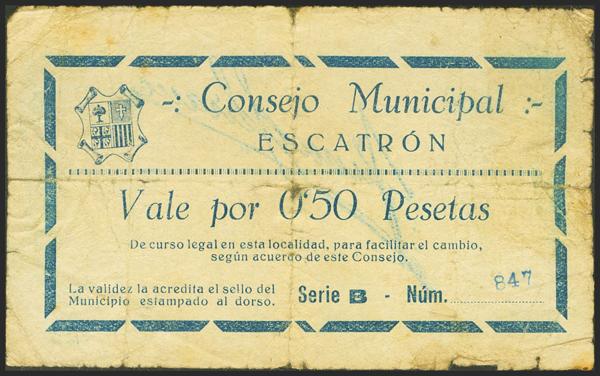 -: Consejo Municipal :-
ESCATRÓN
Vale por 0'50 Pesetas
De curso legal en esta localidad, para facilitar el cambio,
según acuerdo de este Consejo.
La validez la acredita el sello del
Municipio estampado al dorso.
Serie B - Núm. 847